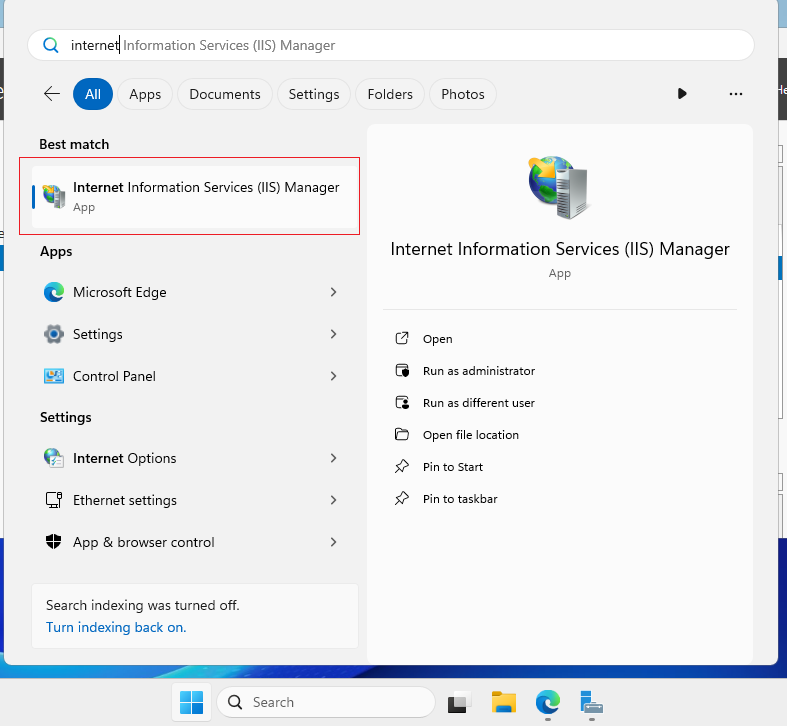 internet Information Services (IIS) Manager
All
Apps
Documents
Settings
Folders
Photos
Best match
Internet Information Services (IIS) Manager
App
Apps
Microsoft Edge
Settings
Control Panel
Settings
Internet Options
Ethernet settings
App & browser control
Search indexing was turned off.
Turn indexing back on.
Internet Information Services (IIS) Manager
App
Open
Run as administrator
Run as different user
Open file location
Pin to Start
Pin to taskbar
Search